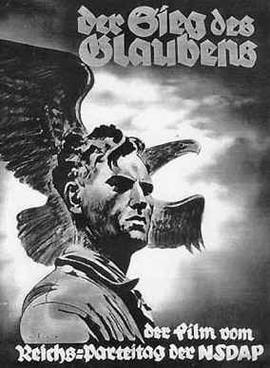 der Sieg des
Glaubens
der Film vom
Reichs=Parteitag der NSDAP